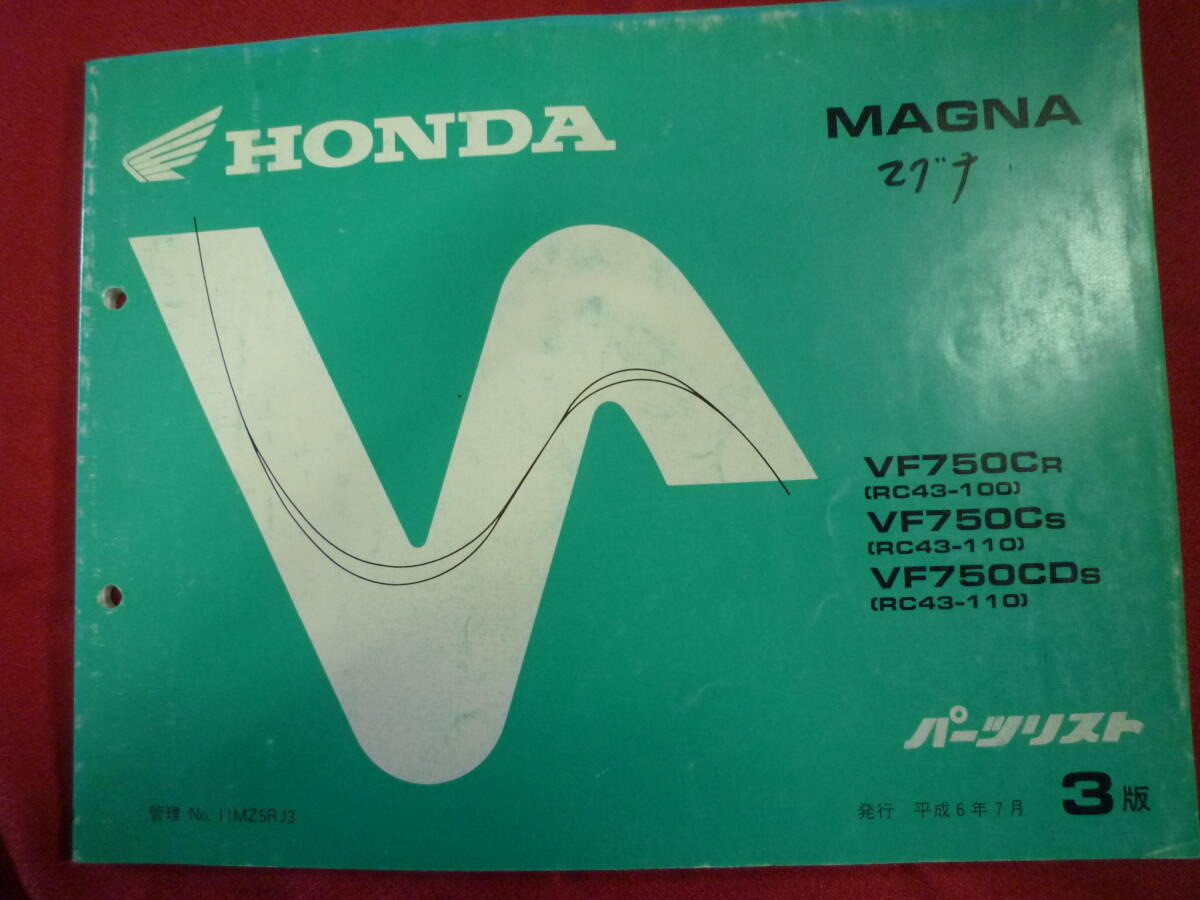 HONDA
MAGNA
マグナ
VF750CR
(RC43-100)
VF750CS
(RC43-110)
VF750CDS
(RC43-110)
パーツリスト
3版
管理 No. 11MZ5RJ3
発行 平成6年7月